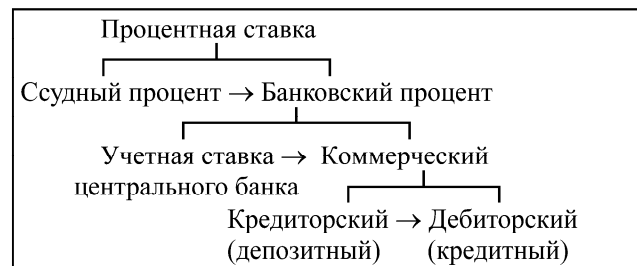 Процентная ставка
Ссудный процент → Банковский процент
Учетная ставка → Коммерческий
центрального банка
Кредиторский → Дебиторский
(депозитный) (кредитный)